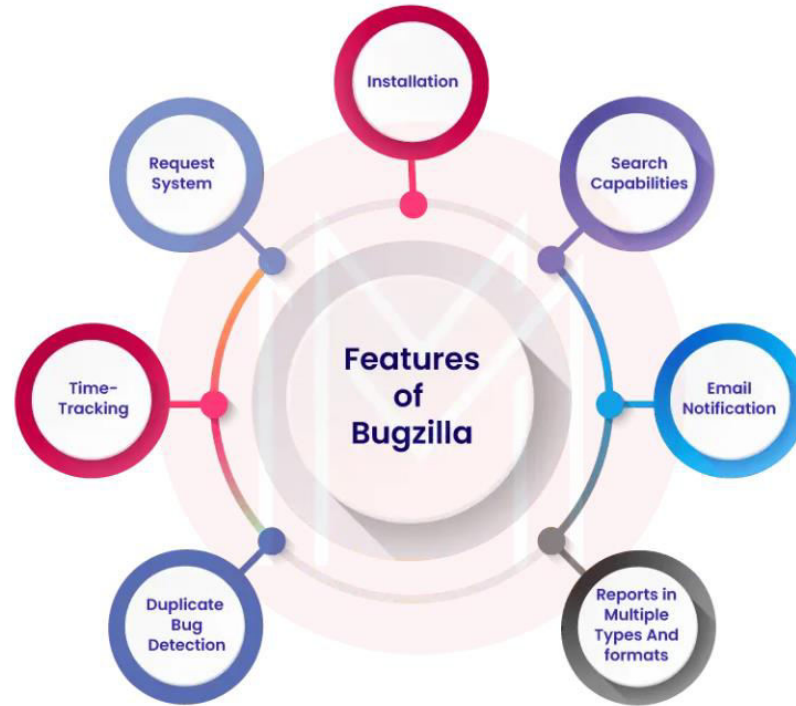 Installation
Request
System
Search
Capabilities
Features
of
Bugzilla
Time-
Tracking
Email
Notification
Duplicate
Bug
Detection
Reports in
Multiple
Types And
formats